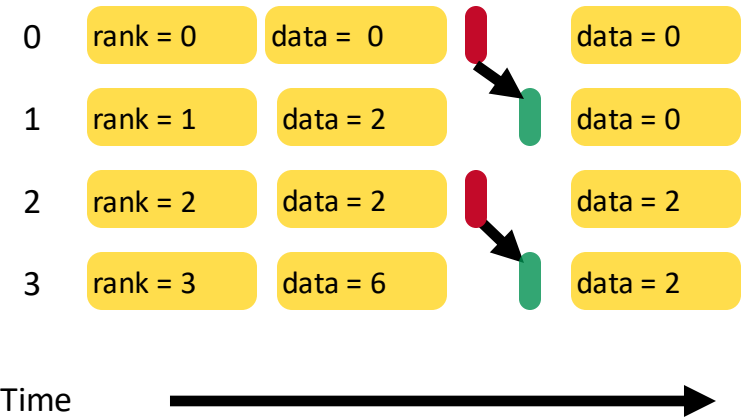 0 rank = 0 data = 0 data = 0
1 rank = 1 data = 2 data = 0
2 rank = 2 data = 2 data = 2
3 rank = 3 data = 6 data = 2
Time